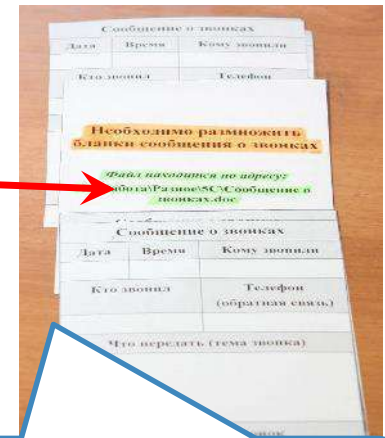 Сообщение о звонках
Дата Время Кому звонили
Кто звонил Телефон
Необходимо размножить
бланки сообщения о звонках
Файл находится по адресу:
\Разное\5С\Сообщение о
звонках.doc
Сообщение о звонках
Дата Время Кому звонили
Кто звонил Телефон
(обратная связь)
Что передать (тема звонка)